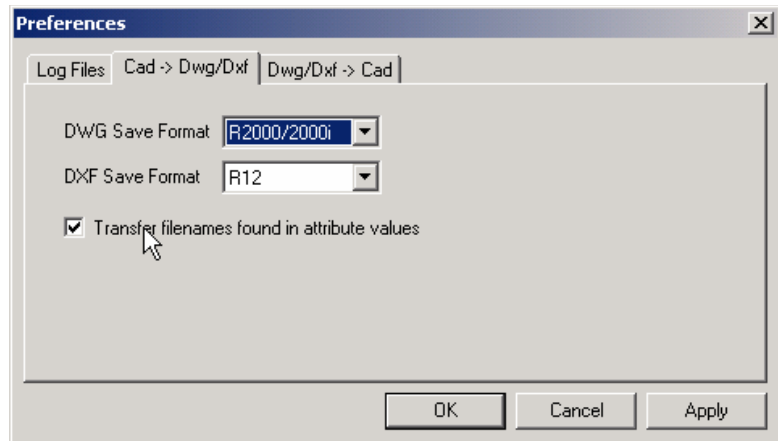 Preferences
Log Files Cad -> Dwg/Dxf Dwg/Dxf -> Cad
DWG Save Format R2000/2000i
DXF Save Format R12
Transfer filenames found in attribute values
OK Cancel Apply